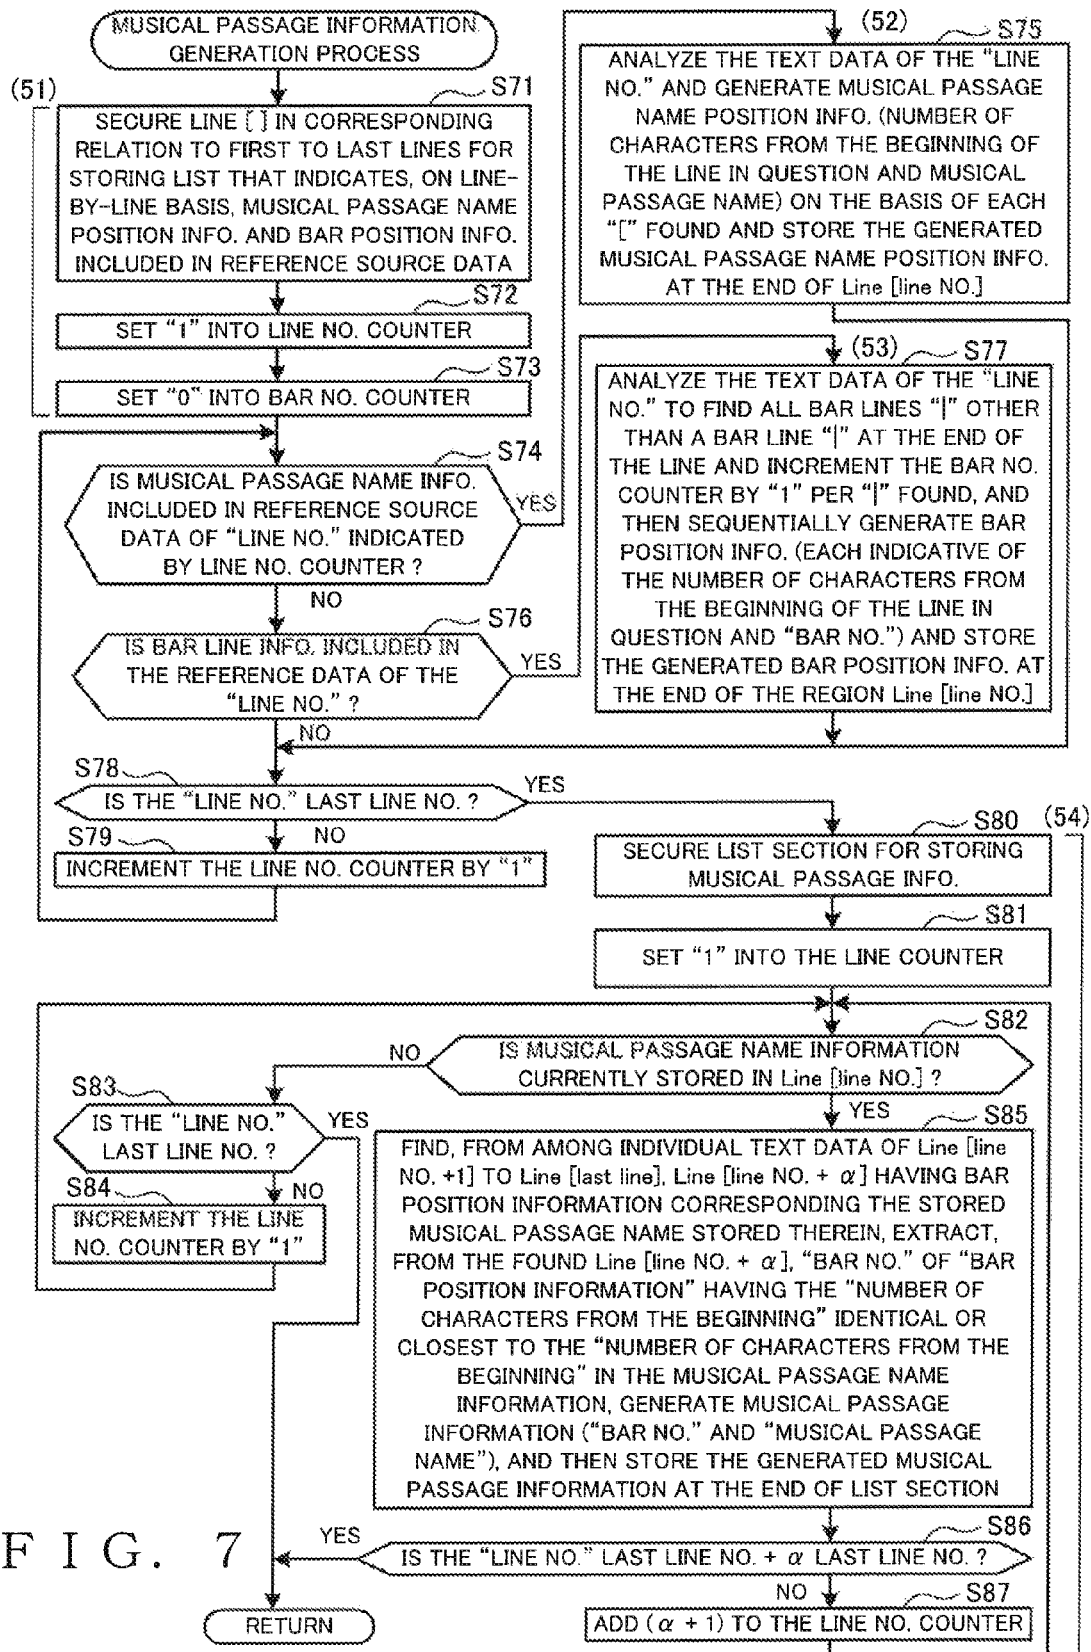 MUSICAL PASSAGE INFORMATION
GENERATION PROCESS
(51)
S71
SECURE LINE [ ] IN CORRESPONDING
RELATION TO FIRST TO LAST LINES FOR
STORING LIST THAT INDICATES, ON LINE-
BY-LINE BASIS, MUSICAL PASSAGE NAME
POSITION INFO. AND BAR POSITION INFO.
INCLUDED IN REFERENCE SOURCE DATA
S72
SET "1" INTO LINE NO. COUNTER
S73
SET "0" INTO BAR NO. COUNTER
S74
IS MUSICAL PASSAGE NAME INFO.
INCLUDED IN REFERENCE SOURCE
DATA OF "LINE NO." INDICATED
BY LINE NO. COUNTER ?
YES
NO
(52)
S75
ANALYZE THE TEXT DATA OF THE "LINE
NO." AND GENERATE MUSICAL PASSAGE
NAME POSITION INFO. (NUMBER OF
CHARACTERS FROM THE BEGINNING OF
THE LINE IN QUESTION AND MUSICAL
PASSAGE NAME) ON THE BASIS OF EACH
"[" FOUND AND STORE THE GENERATED
MUSICAL PASSAGE NAME POSITION INFO.
AT THE END OF Line [line NO.]
S76
IS BAR LINE INFO. INCLUDED IN
THE REFERENCE DATA OF THE
"LINE NO." ?
YES
NO
(53)
S77
ANALYZE THE TEXT DATA OF THE "LINE
NO." TO FIND ALL BAR LINES "|" OTHER
THAN A BAR LINE "|" AT THE END OF
THE LINE AND INCREMENT THE BAR NO.
COUNTER BY "1" PER "|" FOUND, AND
THEN SEQUENTIALLY GENERATE BAR
POSITION INFO. (EACH INDICATIVE OF
THE NUMBER OF CHARACTERS FROM
THE BEGINNING OF THE LINE IN
QUESTION AND "BAR NO.") AND STORE
THE GENERATED BAR POSITION INFO. AT
THE END OF THE REGION Line [line NO.]
S78
IS THE "LINE NO." LAST LINE NO. ?
YES
NO
S79
INCREMENT THE LINE NO. COUNTER BY "1"
(54)
S80
SECURE LIST SECTION FOR STORING
MUSICAL PASSAGE INFO.
S81
SET "1" INTO THE LINE COUNTER
S82
IS MUSICAL PASSAGE NAME INFORMATION
CURRENTLY STORED IN Line [line NO.] ?
NO
YES
S83
IS THE "LINE NO."
LAST LINE NO. ?
YES
NO
S84
INCREMENT THE LINE
NO. COUNTER BY "1"
S85
FIND, FROM AMONG INDIVIDUAL TEXT DATA OF Line [line
NO. +1] TO Line [last line], Line [line NO. + α] HAVING BAR
POSITION INFORMATION CORRESPONDING THE STORED
MUSICAL PASSAGE NAME STORED THEREIN, EXTRACT,
FROM THE FOUND Line [line NO. + α], "BAR NO." OF "BAR
POSITION INFORMATION" HAVING THE "NUMBER OF
CHARACTERS FROM THE BEGINNING" IDENTICAL OR
CLOSEST TO THE "NUMBER OF CHARACTERS FROM THE
BEGINNING" IN THE MUSICAL PASSAGE NAME
INFORMATION, GENERATE MUSICAL PASSAGE
INFORMATION ("BAR NO." AND "MUSICAL PASSAGE
NAME"), AND THEN STORE THE GENERATED MUSICAL
PASSAGE INFORMATION AT THE END OF LIST SECTION
S86
IS THE "LINE NO." LAST LINE NO. + α LAST LINE NO. ?
YES
NO
S87
ADD (α + 1) TO THE LINE NO. COUNTER
RETURN
FIG. 7